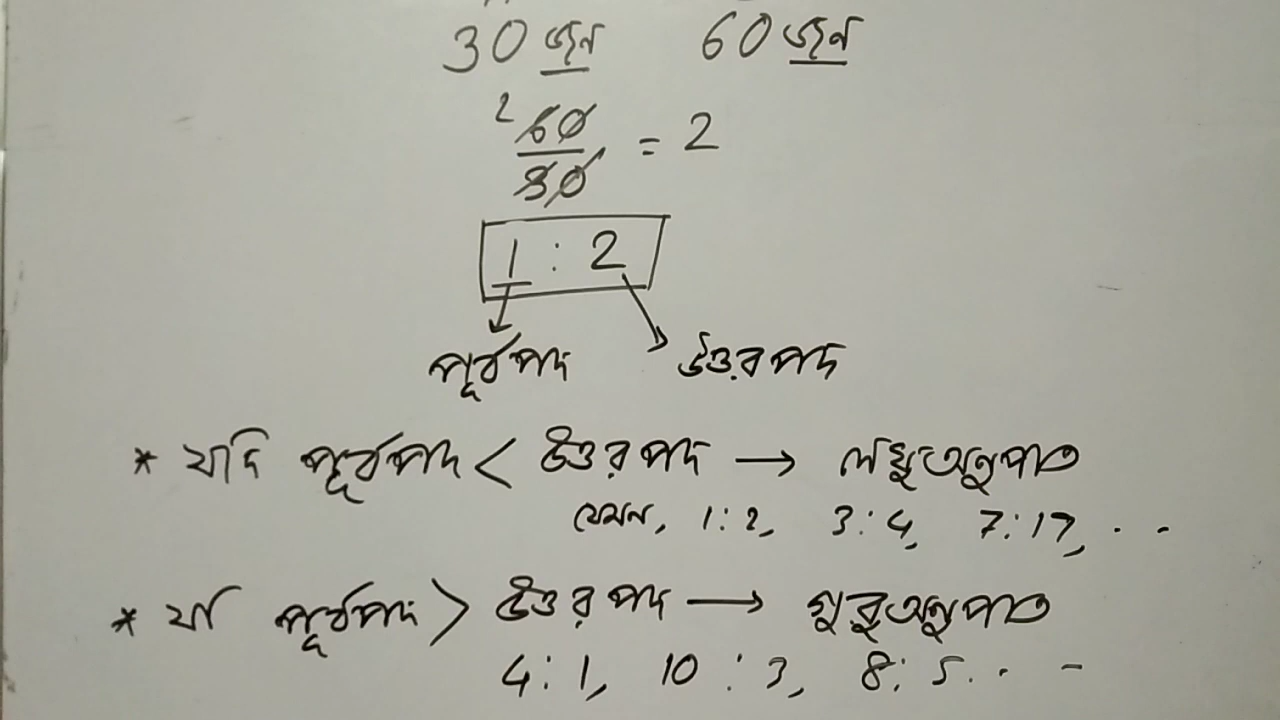 30 জন 60 জন
2 60
30 = 2
1 : 2
পূর্বপদ উত্তরপদ
* যদি পূর্বপদ < উত্তরপদ → লঘুঅনুপাত
যেমন, 1:2, 3:4, 7:17, . .
* যদি পূর্বপদ > উত্তরপদ → গুরুঅনুপাত
4:1, 10:3, 8:5 . . -